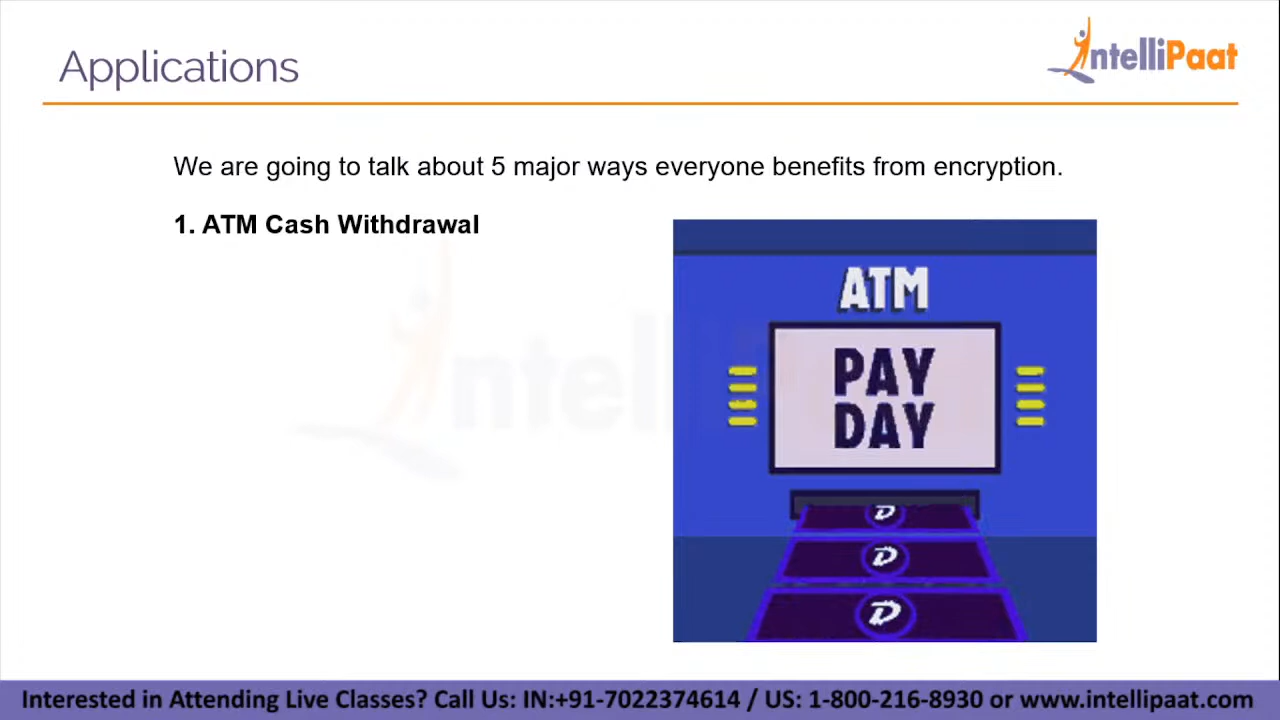 Applications
IntelliPaat
We are going to talk about 5 major ways everyone benefits from encryption.
1. ATM Cash Withdrawal
Intelli
ATM
PAY
DAY
Interested in Attending Live Classes? Call Us: IN:+91-7022374614 / US: 1-800-216-8930 or www.intellipaat.com